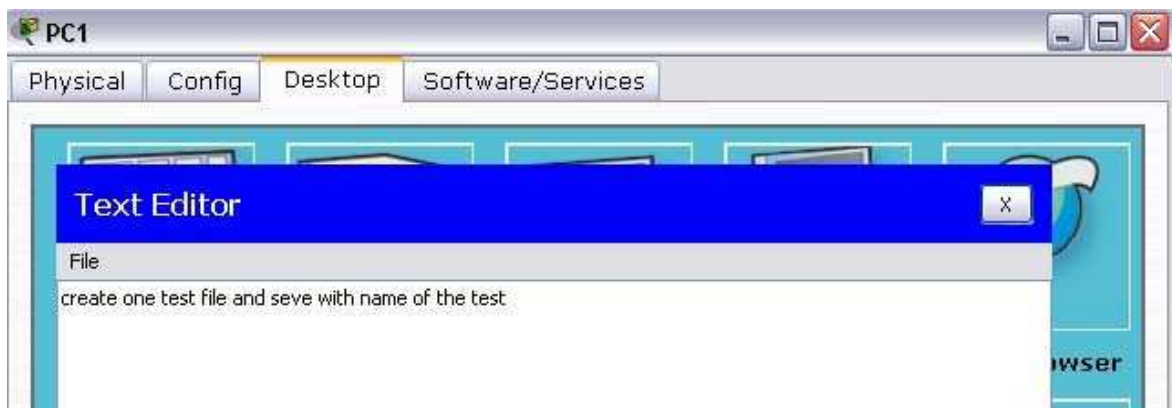 PC1
Physical Config Desktop Software/Services
Text Editor X
File
create one test file and seve with name of the test
owser